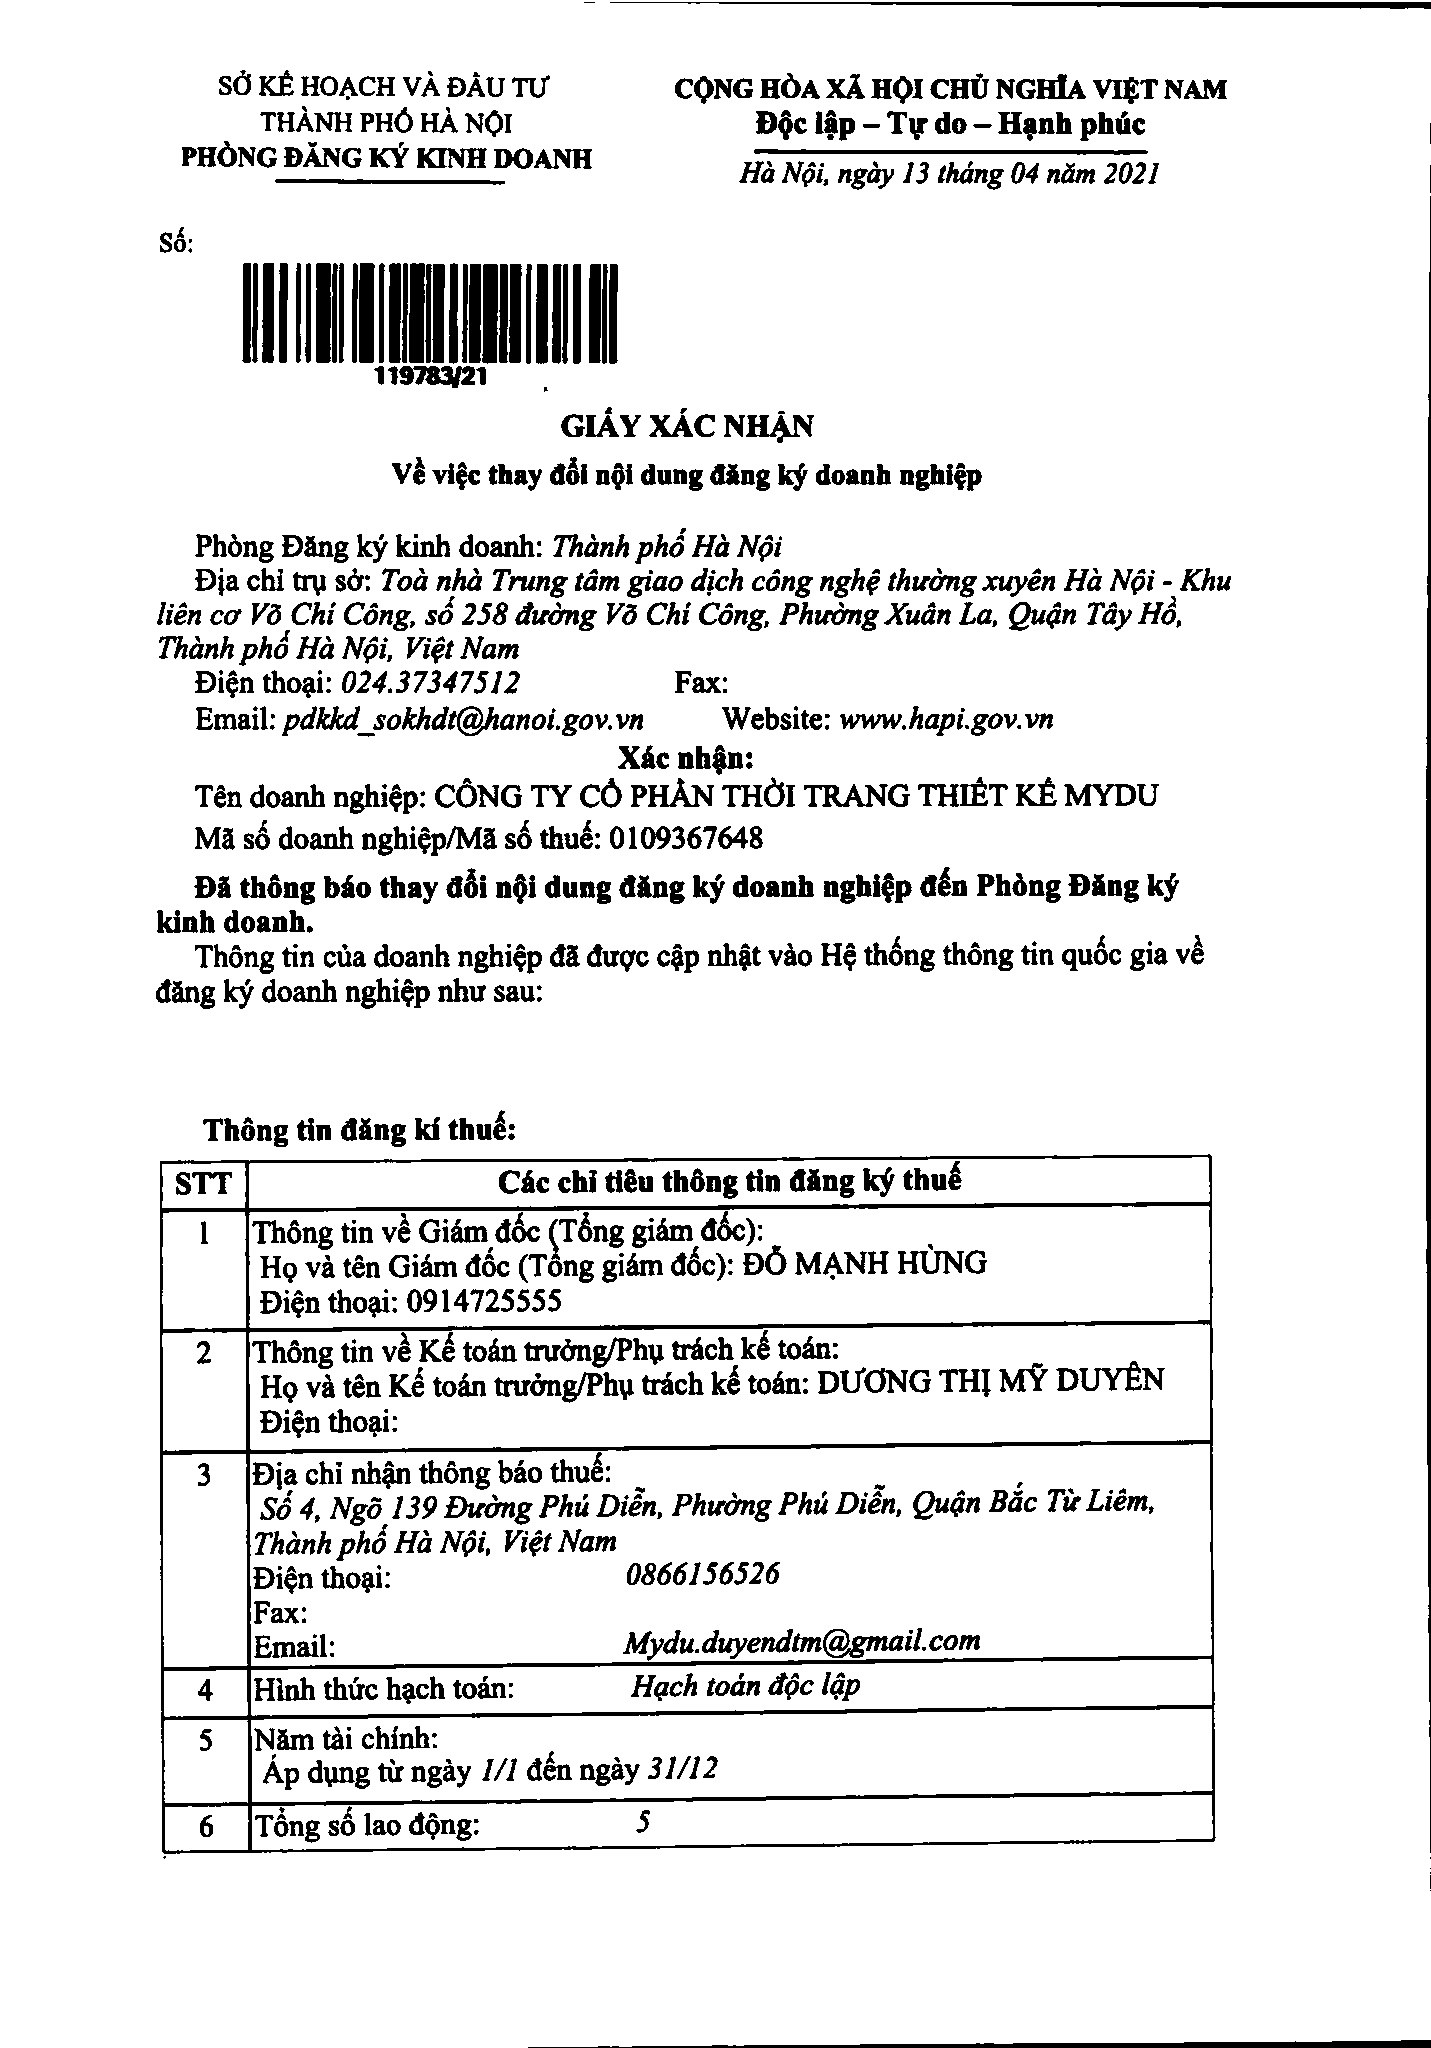 SỞ KẾ HOẠCH VÀ ĐẦU TƯ
THÀNH PHỐ HÀ NỘI
PHÒNG ĐĂNG KÝ KINH DOANH
CỘNG HÒA XÃ HỘI CHỦ NGHĨA VIỆT NAM
Độc lập – Tự do – Hạnh phúc
Hà Nội, ngày 13 tháng 04 năm 2021
Số:
119783/21
GIẤY XÁC NHẬN
Về việc thay đổi nội dung đăng ký doanh nghiệp
Phòng Đăng ký kinh doanh: Thành phố Hà Nội
Địa chỉ trụ sở: Toà nhà Trung tâm giao dịch công nghệ thường xuyên Hà Nội - Khu
liên cơ Võ Chí Công, số 258 đường Võ Chí Công, Phường Xuân La, Quận Tây Hồ,
Thành phố Hà Nội, Việt Nam
Điện thoại: 024.37347512 Fax:
Email: pdkkd_sokhdt@hanoi.gov.vn Website: www.hapi.gov.vn
Xác nhận:
Tên doanh nghiệp: CÔNG TY CỔ PHẦN THỜI TRANG THIẾT KẾ MYDU
Mã số doanh nghiệp/Mã số thuế: 0109367648
Đã thông báo thay đổi nội dung đăng ký doanh nghiệp đến Phòng Đăng ký
kinh doanh.
Thông tin của doanh nghiệp đã được cập nhật vào Hệ thống thông tin quốc gia về
đăng ký doanh nghiệp như sau:
Thông tin đăng kí thuế:
STT Các chỉ tiêu thông tin đăng ký thuế
1 Thông tin về Giám đốc (Tổng giám đốc):
Họ và tên Giám đốc (Tổng giám đốc): ĐỖ MẠNH HÙNG
Điện thoại: 0914725555
2 Thông tin về Kế toán trưởng/Phụ trách kế toán:
Họ và tên Kế toán trưởng/Phụ trách kế toán: DƯƠNG THỊ MỸ DUYÊN
Điện thoại:
3 Địa chỉ nhận thông báo thuế:
Số 4, Ngõ 139 Đường Phú Diễn, Phường Phú Diễn, Quận Bắc Từ Liêm,
Thành phố Hà Nội, Việt Nam
Điện thoại: 0866156526
Fax:
Email: Mydu.duyendtm@gmail.com
4 Hình thức hạch toán: Hạch toán độc lập
5 Năm tài chính:
Áp dụng từ ngày 1/1 đến ngày 31/12
6 Tổng số lao động: 5